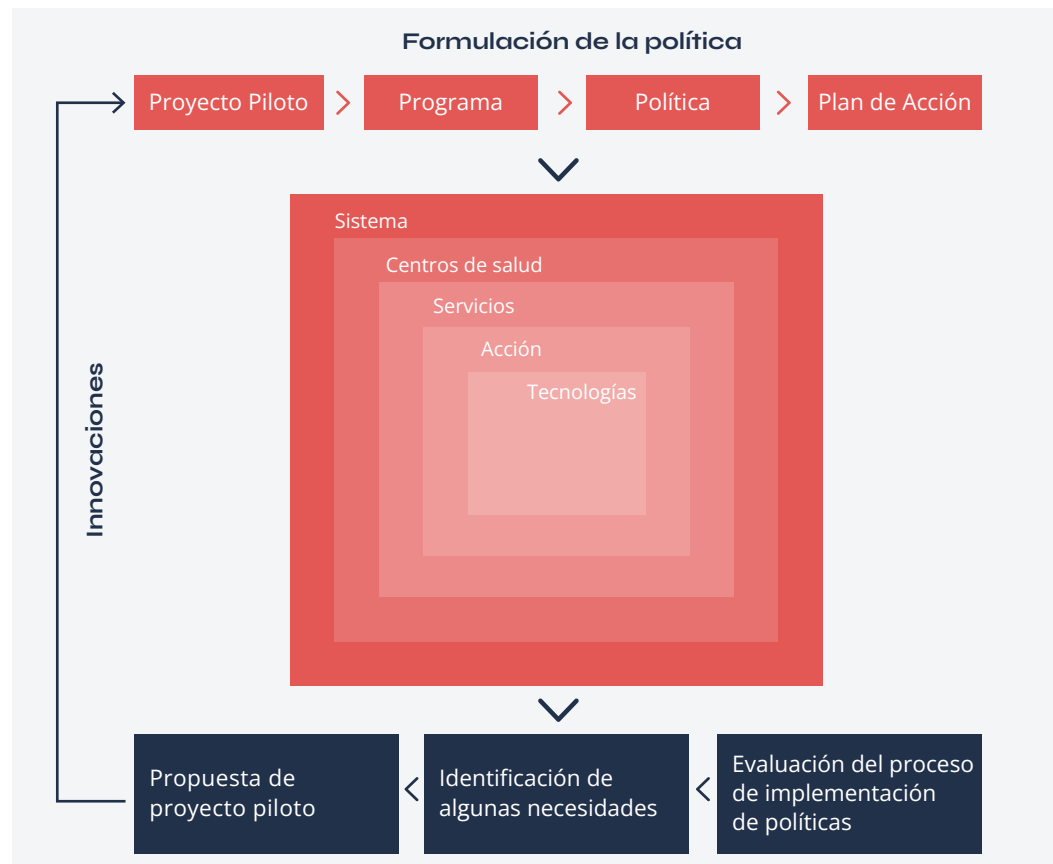 Formulación de la política
Proyecto Piloto
Programa
Política
Plan de Acción
Sistema
Centros de salud
Servicios
Acción
Tecnologías
Innovaciones
Propuesta de
proyecto piloto
Identificación de
algunas necesidades
Evaluación del proceso
de implementación
de políticas